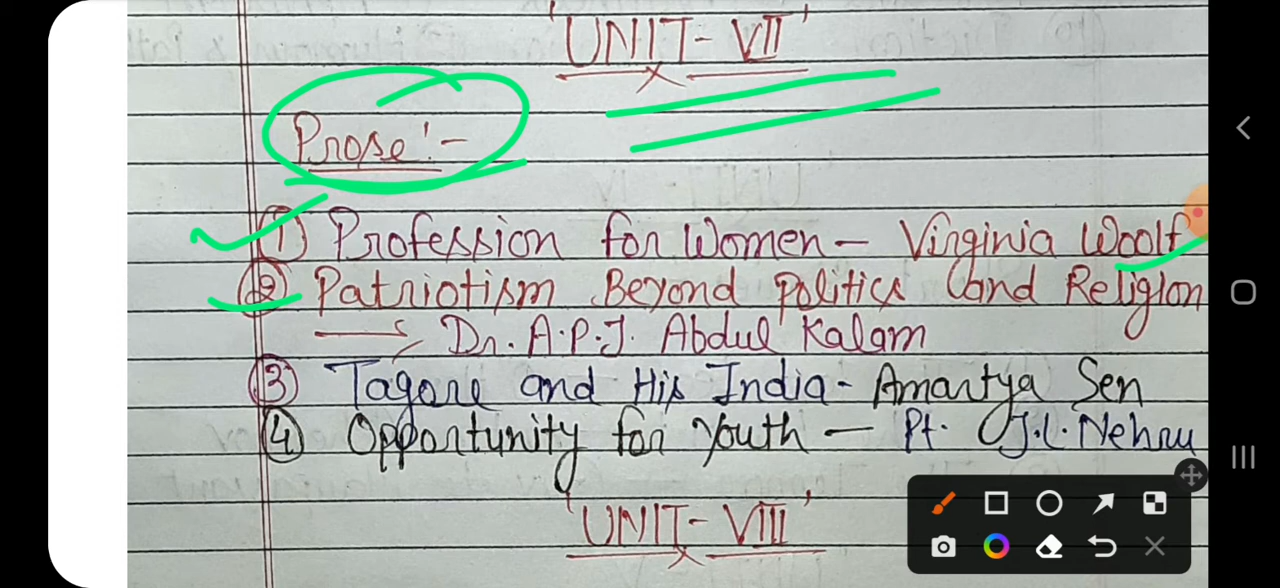 'UNIT- VII'
Prose:-
① Profession for Women – Virginia Woolf
② Patriotism Beyond Politics and Religion
Dr. A.P.J. Abdul Kalam
③ Tagore and His India - Amartya Sen
④ Opportunity for Youth – Pt. J.L. Nehru
'UNIT- VIII'